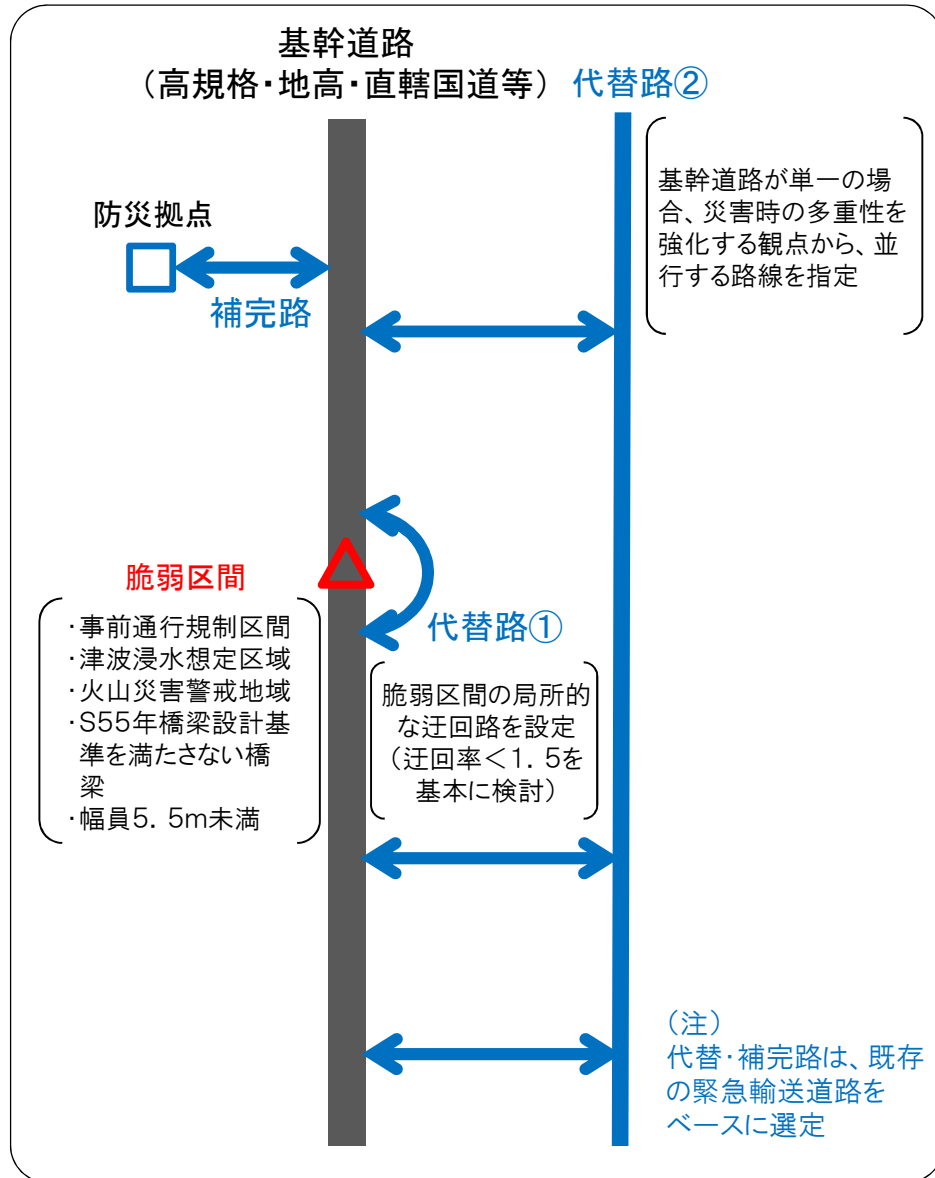 基幹道路
（高規格・地高・直轄国道等）
代替路②
基幹道路が単一の場
合、災害時の多重性を
強化する観点から、並
行する路線を指定
防災拠点
補完路
脆弱区間
・事前通行規制区間
・津波浸水想定区域
・火山災害警戒地域
・S55年橋梁設計基
準を満たさない橋
梁
・幅員5．5m未満
代替路①
脆弱区間の局所的
な迂回路を設定
（迂回率＜1．5を
基本に検討）
（注）
代替・補完路は、既存
の緊急輸送道路を
ベースに選定